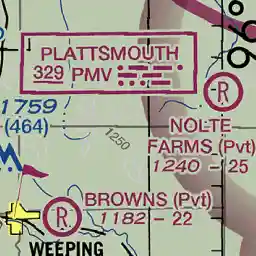 PLATTSMOUTH
329 PMV
R
1759
(464)
1250
NOLTE
FARMS (Pvt)
1240 - 25
BROWNS (Pvt)
R
1182 - 22
WEEPING